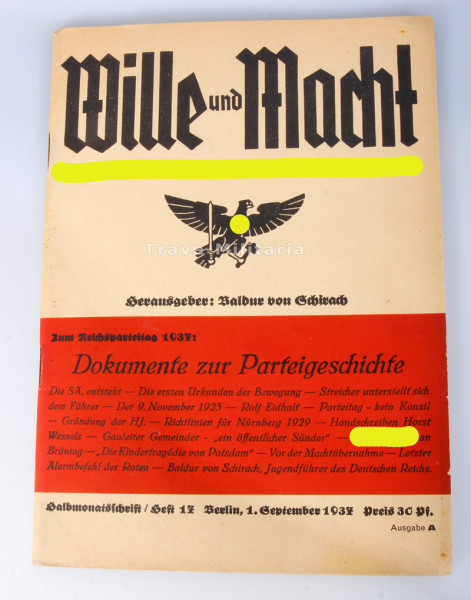 Wille und Macht
Travo-Militaria
Herausgeber: Baldur von Schirach
Zum Reichsparteitag 1937:
Dokumente zur Parteigeschichte
Die SA. entsteht — Die ersten Urkunden der Bewegung — Streicher unterstellt sich
dem Führer — Der 9. November 1923 — Rolf Eidhalt — Parteitag - kein Konzil
— Gründung der HJ. — Richtlinien für Nürnberg 1929 — Handschreiben Horst
Wessels — Gauleiter Gemeinder - „ein öffentlicher Sünder" — an
Brüning — „Die Kindertragödie von Potsdam" — Vor der Machtübernahme — Letzter
Alarmbefehl der Roten — Baldur von Schirach, Jugendführer des Deutschen Reichs.
Halbmonatsschrift / Heft 17 Berlin, 1. September 1937 Preis 30 Pf.
Ausgabe A